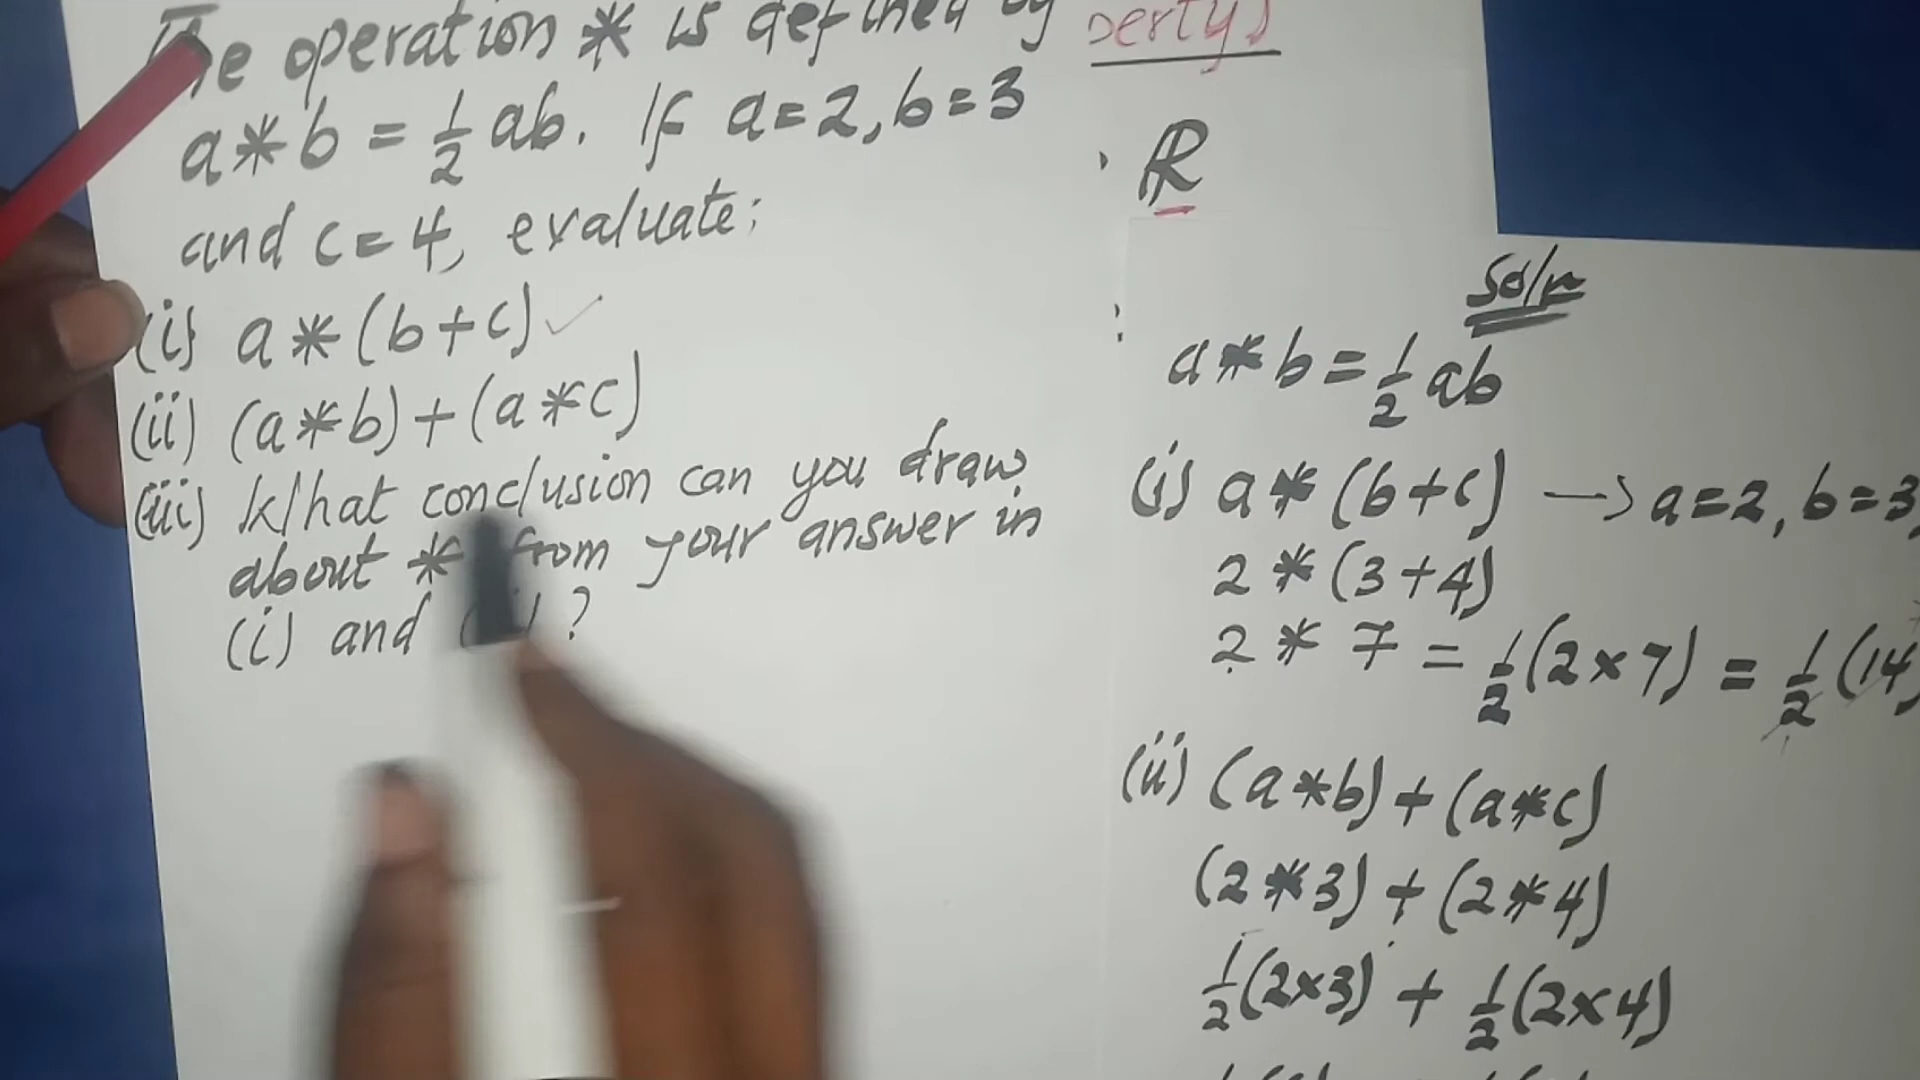 The operation * is defined by
a * b = 1/2 ab. If a=2, b=3
and c=4, evaluate;
(i) a * (b+c) ✓
(ii) (a * b) + (a * c)
(iii) What conclusion can you draw
about * from your answer in
(i) and ?
perty)
R
Soln
a * b = 1/2 ab
(i) a * (b+c) → a=2, b=3,
2 * (3+4)
2 * 7 = 1/2 (2×7) = 1/2 (14)
(ii) (a * b) + (a * c)
(2 * 3) + (2 * 4)
1/2 (2×3) + 1/2 (2×4)